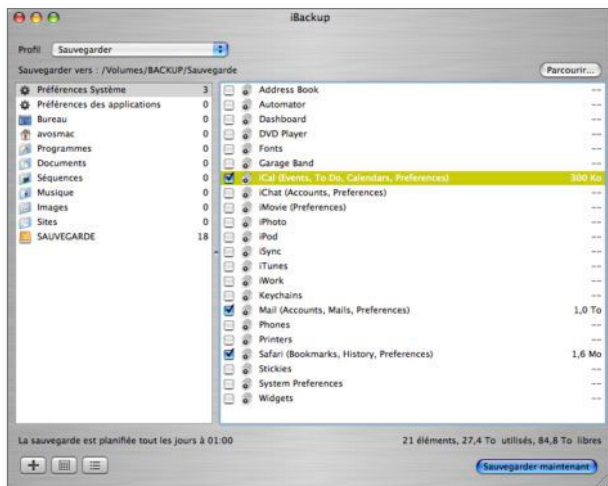 iBackup
Profil Sauvegarder
Sauvegarder vers : /Volumes/BACKUP/Sauvegarde
Parcourir...
Préférences Système 3
Préférences des applications 0
Bureau 0
avosmac 0
Programmes 0
Documents 0
Séquences 0
Musique 0
Images 0
Sites 0
SAUVEGARDE 18
Address Book --
Automator --
Dashboard --
DVD Player --
Fonts --
Garage Band --
iCal (Events, To Do, Calendars, Preferences) 300 Ko
iChat (Accounts, Preferences) --
iMovie (Preferences) --
iPhoto --
iPod --
iSync --
iTunes --
iWork --
Keychains --
Mail (Accounts, Mails, Preferences) 1,0 To
Phones --
Printers --
Safari (Bookmarks, History, Preferences) 1,6 Mo
Stickies --
System Preferences --
Widgets --
La sauvegarde est planifiée tout les jours à 01:00
21 éléments, 27,4 To utilisés, 84,8 To libres
Sauvegarder maintenant